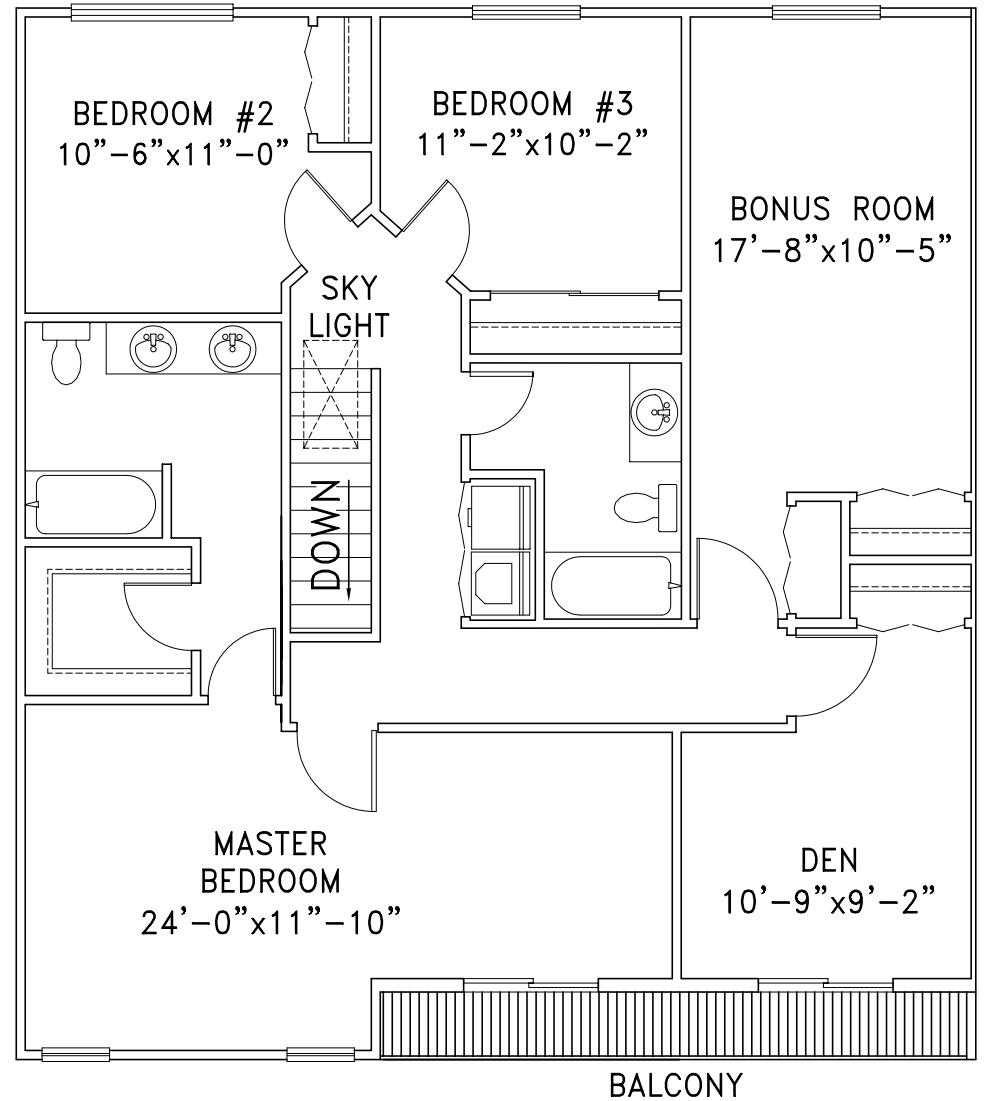 BEDROOM #2
10”-6”x11”-0”
BEDROOM #3
11”-2”x10”-2”
BONUS ROOM
17’-8”x10”-5”
SKY
LIGHT
DOWN
MASTER
BEDROOM
24’-0”x11”-10”
DEN
10’-9”x9’-2”
BALCONY